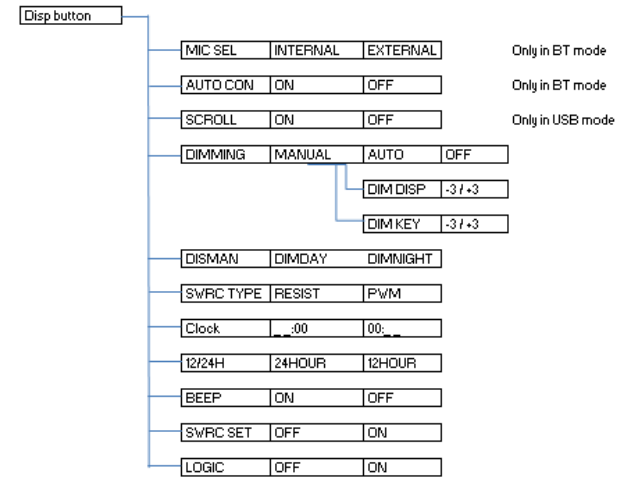 Disp button
MIC SEL INTERNAL EXTERNAL Only in BT mode
AUTO CON ON OFF Only in BT mode
SCROLL ON OFF Only in USB mode
DIMMING MANUAL AUTO OFF
DIM DISP -3 / +3
DIM KEY -3 / +3
DISMAN DIMDAY DIMNIGHT
SWRC TYPE RESIST PWM
Clock _ _:00 00:_ _
12/24H 24HOUR 12HOUR
BEEP ON OFF
SWRC SET OFF ON
LOGIC OFF ON